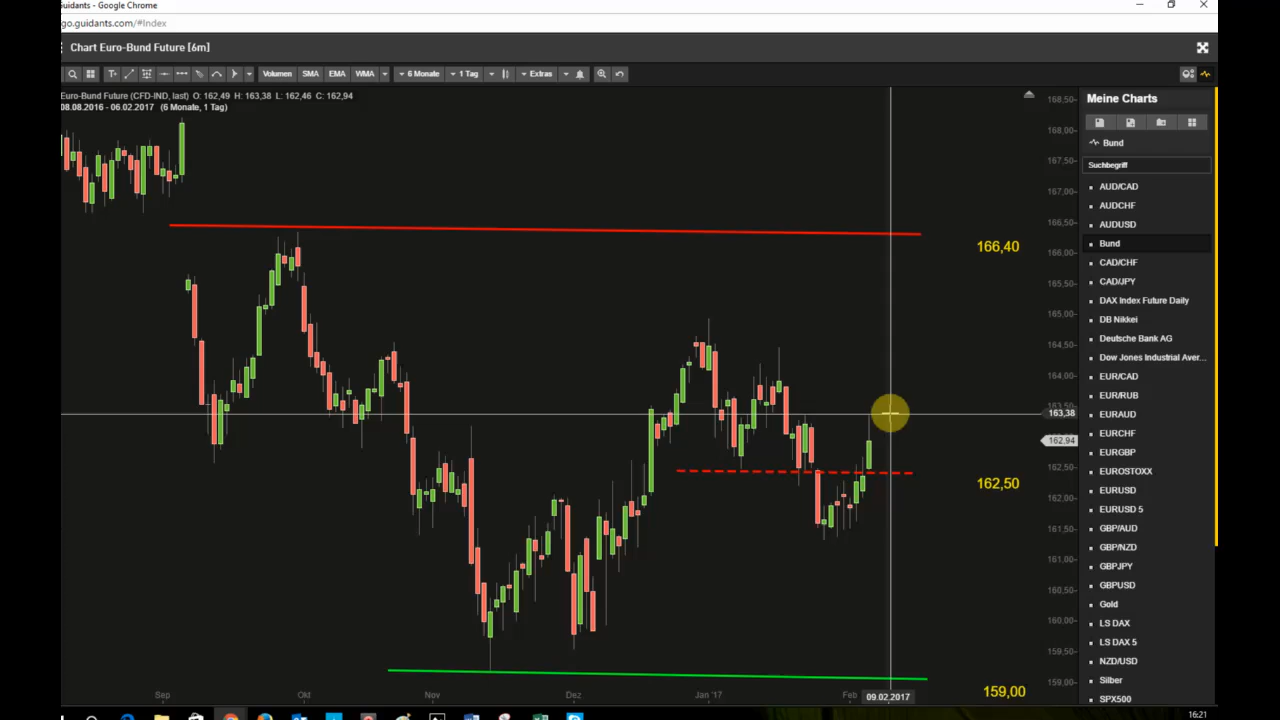 Guidants - Google Chrome
go.guidants.com/#Index
Chart Euro-Bund Future [6m]
Volumen SMA EMA WMA 6 Monate 1 Tag Extras
Euro-Bund Future (CFD-IND, last) O: 162,49 H: 163,38 L: 162,46 C: 162,94
08.08.2016 - 06.02.2017 (6 Monate, 1 Tag)
168,50
168,00
167,50
167,00
166,50
166,40
166,00
165,50
165,00
164,50
164,00
163,38
162,94
162,50
162,50
162,00
161,50
161,00
160,50
160,00
159,50
159,00
159,00
Sep Okt Nov Dez Jan '17 Feb 09.02.2017
Meine Charts
Bund
Suchbegriff
AUD/CAD
AUDCHF
AUDUSD
Bund
CAD/CHF
CAD/JPY
DAX Index Future Daily
DB Nikkei
Deutsche Bank AG
Dow Jones Industrial Aver...
EUR/CAD
EUR/RUB
EURAUD
EURCHF
EURGBP
EUROSTOXX
EURUSD
EURUSD 5
GBP/AUD
GBP/NZD
GBPJPY
GBPUSD
Gold
LS DAX
LS DAX 5
NZD/USD
Silber
SPX500
16:21